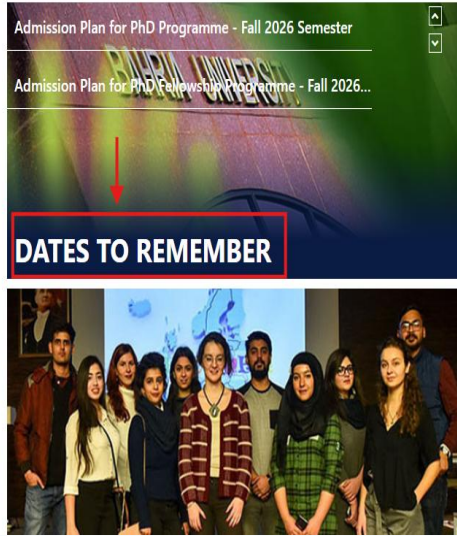 Admission Plan for PhD Programme - Fall 2026 Semester
BAHRIA UNIVERSITY
Admission Plan for PhD Fellowship Programme - Fall 2026...
DATES TO REMEMBER